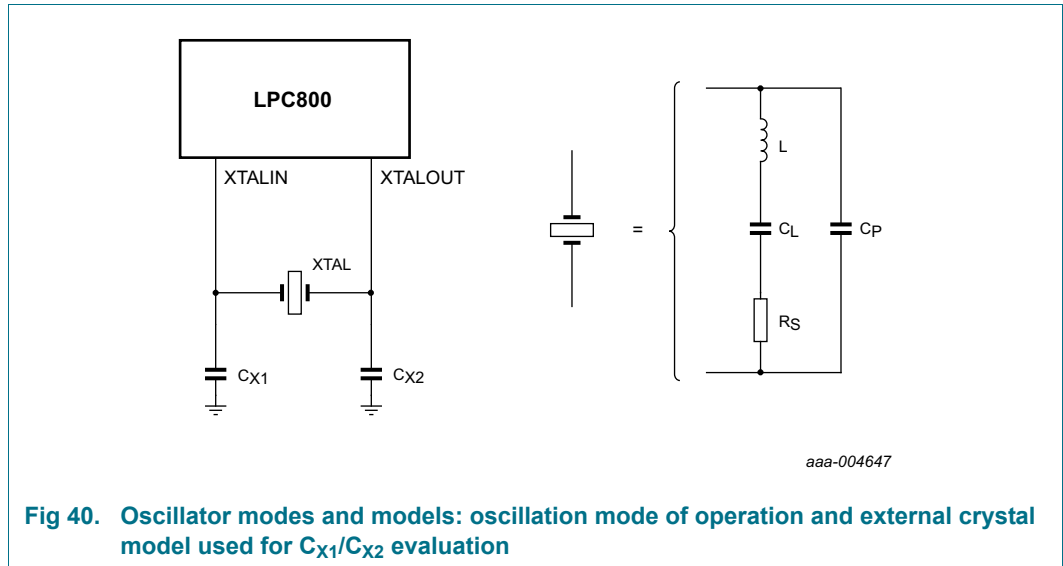 LPC800
XTALIN
XTALOUT
XTAL
CX1
CX2
=
L
CL
CP
RS
aaa-004647
Fig 40. Oscillator modes and models: oscillation mode of operation and external crystal
model used for CX1/CX2 evaluation